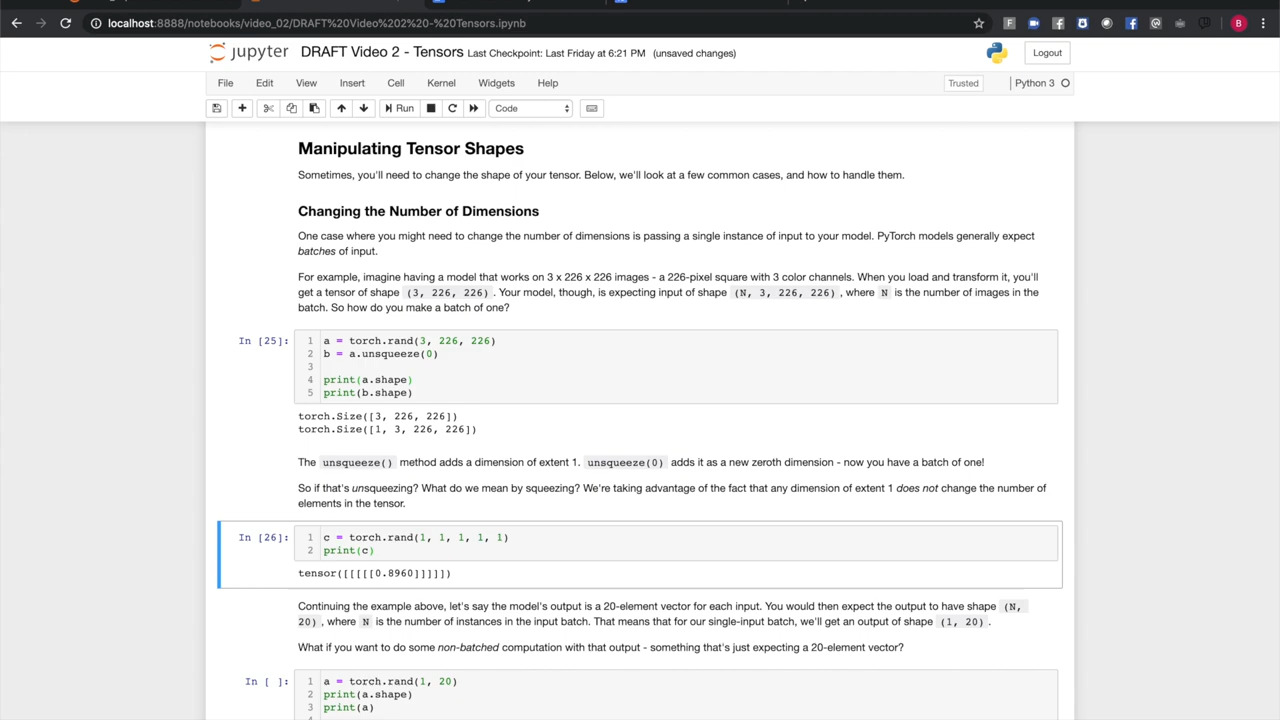 localhost:8888/notebooks/video_02/DRAFT%20Video%202%20-%20Tensors.ipynb
B
jupyter DRAFT Video 2 - Tensors Last Checkpoint: Last Friday at 6:21 PM (unsaved changes) Logout
File Edit View Insert Cell Kernel Widgets Help Trusted Python 3
Run Code
Manipulating Tensor Shapes
Sometimes, you'll need to change the shape of your tensor. Below, we'll look at a few common cases, and how to handle them.
Changing the Number of Dimensions
One case where you might need to change the number of dimensions is passing a single instance of input to your model. PyTorch models generally expect
batches of input.
For example, imagine having a model that works on 3 x 226 x 226 images - a 226-pixel square with 3 color channels. When you load and transform it, you'll
get a tensor of shape (3, 226, 226). Your model, though, is expecting input of shape (N, 3, 226, 226), where N is the number of images in the
batch. So how do you make a batch of one?
In [25]: 1 a = torch.rand(3, 226, 226)
2 b = a.unsqueeze(0)
3
4 print(a.shape)
5 print(b.shape)
torch.Size([3, 226, 226])
torch.Size([1, 3, 226, 226])
The unsqueeze() method adds a dimension of extent 1. unsqueeze(0) adds it as a new zeroth dimension - now you have a batch of one!
So if that's unsqueezing? What do we mean by squeezing? We're taking advantage of the fact that any dimension of extent 1 does not change the number of
elements in the tensor.
In [26]: 1 c = torch.rand(1, 1, 1, 1, 1)
2 print(c)
tensor([[[[[0.8960]]]]])
Continuing the example above, let's say the model's output is a 20-element vector for each input. You would then expect the output to have shape (N,
20), where N is the number of instances in the input batch. That means that for our single-input batch, we'll get an output of shape (1, 20).
What if you want to do some non-batched computation with that output - something that's just expecting a 20-element vector?
In [ ]: 1 a = torch.rand(1, 20)
2 print(a.shape)
3 print(a)